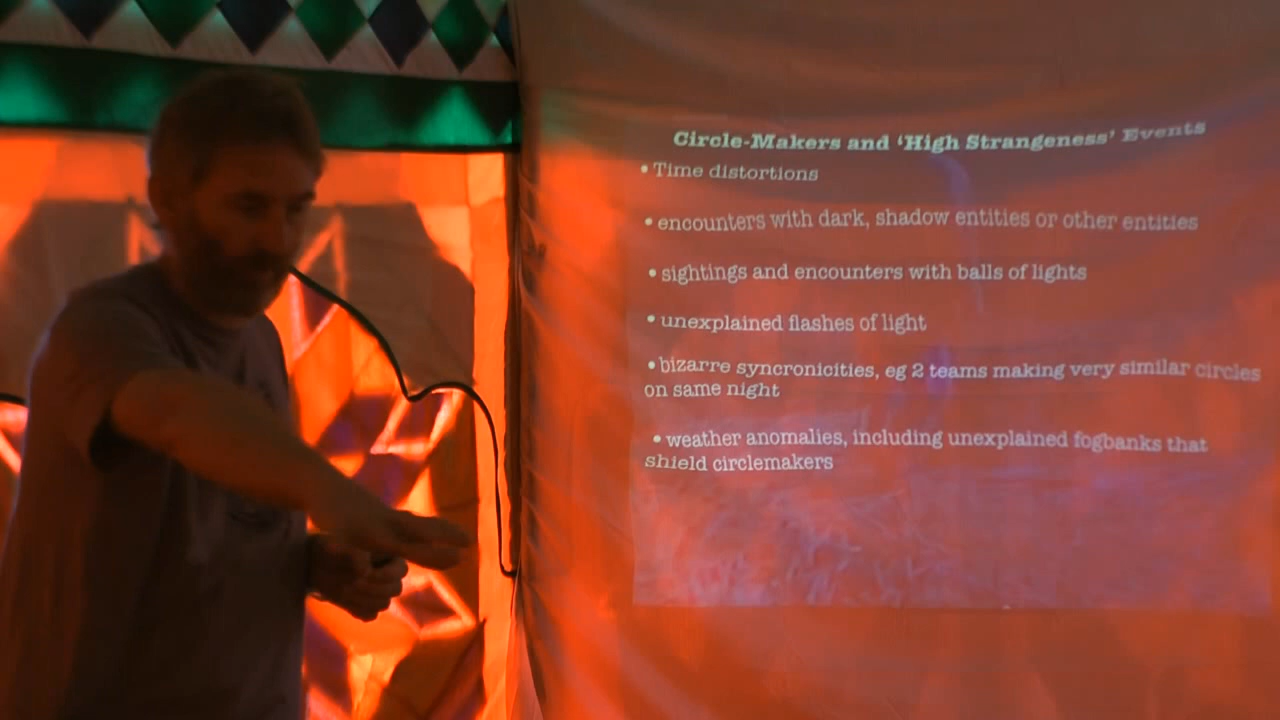 Circle-Makers and ‘High Strangeness’ Events
• Time distortions
• encounters with dark, shadow entities or other entities
• sightings and encounters with balls of lights
• unexplained flashes of light
• bizarre syncronicities, eg 2 teams making very similar circles
on same night
• weather anomalies, including unexplained fogbanks that
shield circlemakers